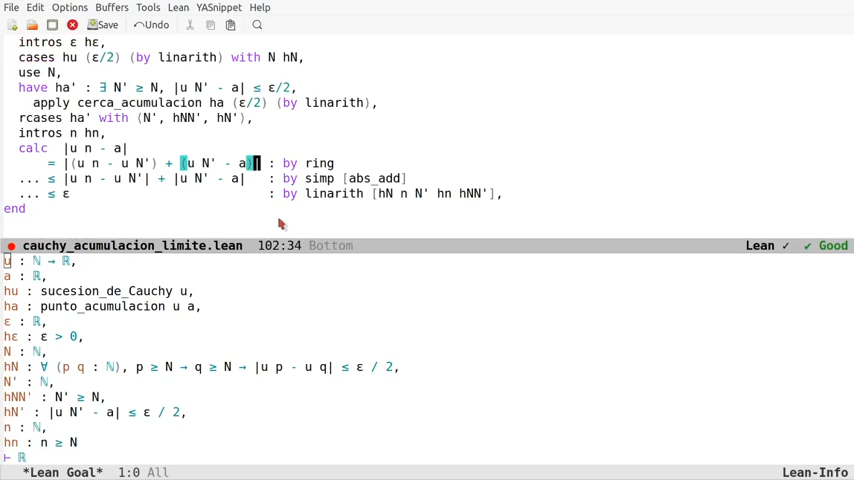 File Edit Options Buffers Tools Lean YASnippet Help
Save Undo
intros ε hε,
cases hu (ε/2) (by linarith) with N hN,
use N,
have ha' : ∃ N' ≥ N, |u N' - a| ≤ ε/2,
apply cerca_acumulacion ha (ε/2) (by linarith),
rcases ha' with ⟨N', hNN', hN'⟩,
intros n hn,
calc |u n - a|
= |(u n - u N') + (u N' - a)| : by ring
... ≤ |u n - u N'| + |u N' - a| : by simp [abs_add]
... ≤ ε : by linarith [hN n N' hn hNN'],
end
cauchy_acumulacion_limite.lean 102:34 Bottom Lean ✓ ✔ Good
u : ℕ → ℝ,
a : ℝ,
hu : sucesion_de_Cauchy u,
ha : punto_acumulacion u a,
ε : ℝ,
hε : ε > 0,
N : ℕ,
hN : ∀ (p q : ℕ), p ≥ N → q ≥ N → |u p - u q| ≤ ε / 2,
N' : ℕ,
hNN' : N' ≥ N,
hN' : |u N' - a| ≤ ε / 2,
n : ℕ,
hn : n ≥ N
⊢ ℝ
*Lean Goal* 1:0 All Lean-Info